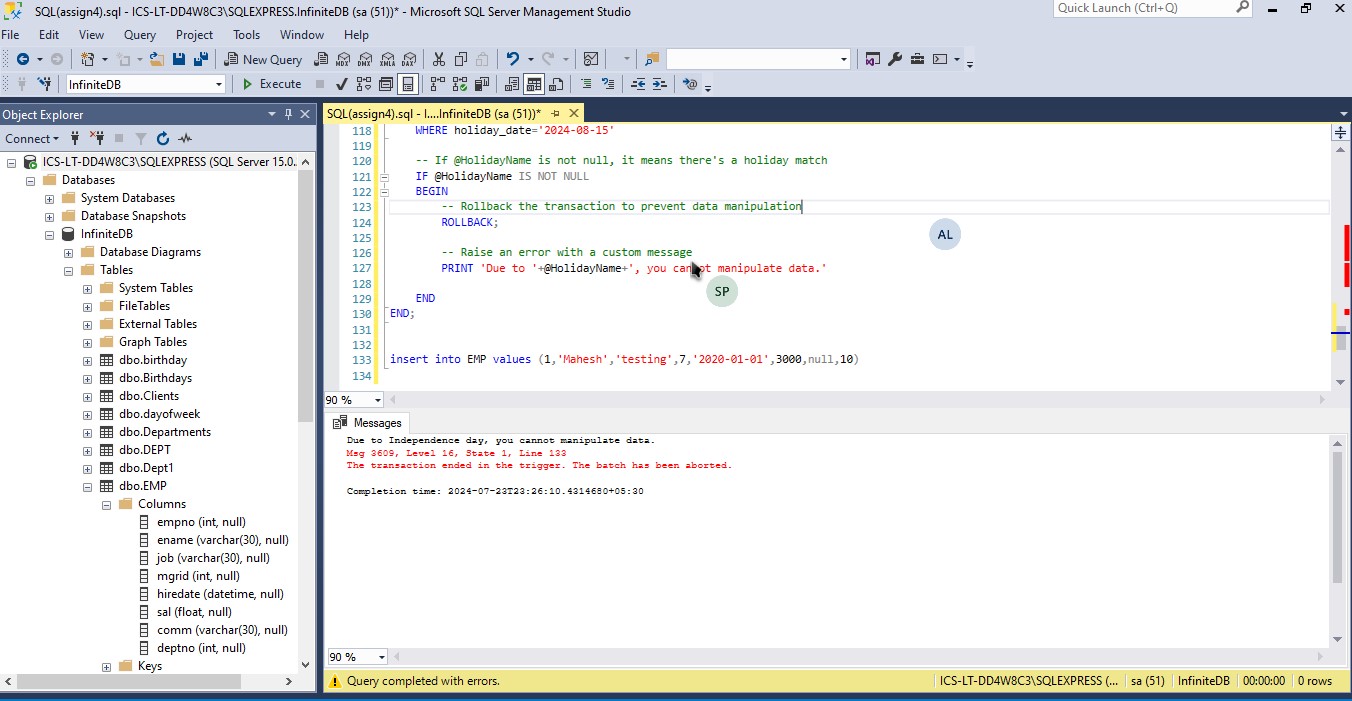 SQL(assign4).sql - ICS-LT-DD4W8C3\SQLEXPRESS.InfiniteDB (sa (51))* - Microsoft SQL Server Management Studio
Quick Launch (Ctrl+Q)
File Edit View Query Project Tools Window Help
New Query MDX DMX XMLA DAX
InfiniteDB Execute
Object Explorer
Connect
ICS-LT-DD4W8C3\SQLEXPRESS (SQL Server 15.0.
Databases
System Databases
Database Snapshots
InfiniteDB
Database Diagrams
Tables
System Tables
FileTables
External Tables
Graph Tables
dbo.birthday
dbo.Birthdays
dbo.Clients
dbo.dayofweek
dbo.Departments
dbo.DEPT
dbo.Dept1
dbo.EMP
Columns
empno (int, null)
ename (varchar(30), null)
job (varchar(30), null)
mgrid (int, null)
hiredate (datetime, null)
sal (float, null)
comm (varchar(30), null)
deptno (int, null)
Keys
SQL(assign4).sql - I....InfiniteDB (sa (51))*
118 WHERE holiday_date='2024-08-15'
119
120 -- If @HolidayName is not null, it means there's a holiday match
121 IF @HolidayName IS NOT NULL
122 BEGIN
123 -- Rollback the transaction to prevent data manipulation
124 ROLLBACK;
125
126 -- Raise an error with a custom message
127 PRINT 'Due to '+@HolidayName+', you cannot manipulate data.'
128
129 END
130 END;
131
132
133 insert into EMP values (1,'Mahesh','testing',7,'2020-01-01',3000,null,10)
134
AL
SP
90 %
Messages
Due to Independence day, you cannot manipulate data.
Msg 3609, Level 16, State 1, Line 133
The transaction ended in the trigger. The batch has been aborted.
Completion time: 2024-07-23T23:26:10.4314680+05:30
90 %
Query completed with errors.
ICS-LT-DD4W8C3\SQLEXPRESS (... sa (51) InfiniteDB 00:00:00 0 rows